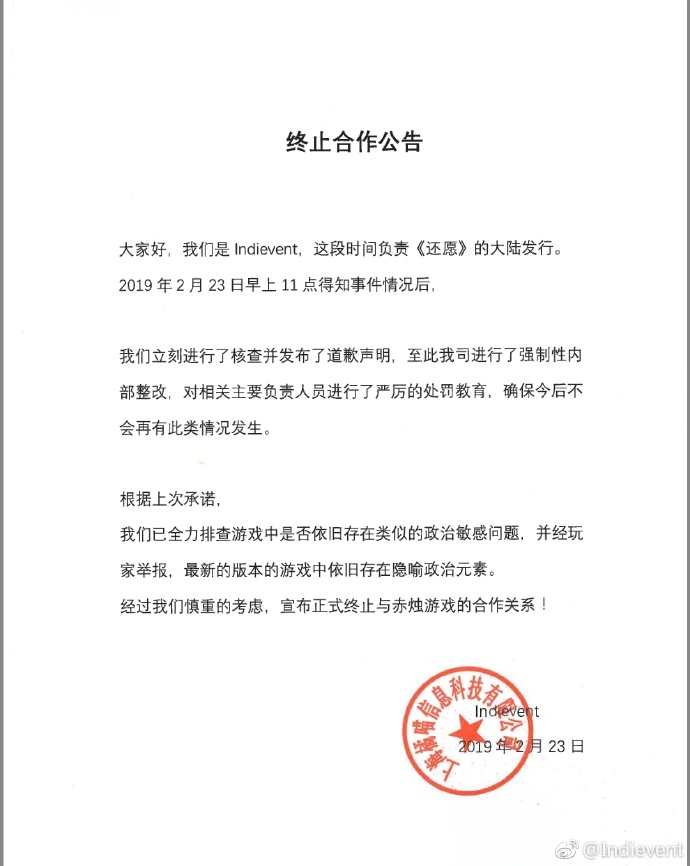 终止合作公告
大家好，我们是 Indievent，这段时间负责《还愿》的大陆发行。
2019 年 2 月 23 日早上 11 点得知事件情况后，
我们立刻进行了核查并发布了道歉声明，至此我司进行了强制性内
部整改，对相关主要负责人员进行了严厉的处罚教育，确保今后不
会再有此类情况发生。
根据上次承诺，
我们已全力排查游戏中是否依旧存在类似的政治敏感问题，并经玩
家举报，最新的版本的游戏中依旧存在隐喻政治元素。
经过我们慎重的考虑，宣布正式终止与赤烛游戏的合作关系！
上海橘喵信息科技有限公司
Indievent
2019 年 2 月 23 日
@Indievent